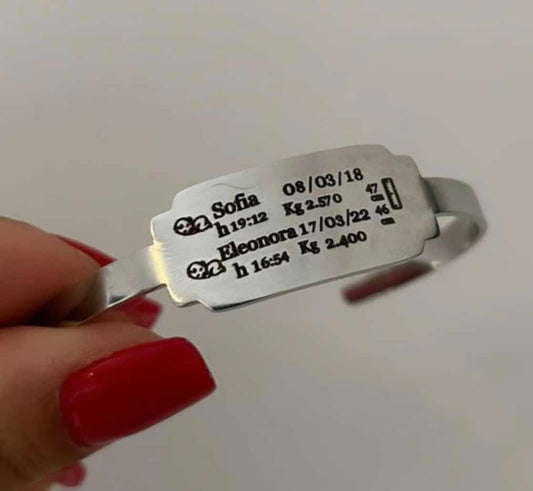 Sofia 08/03/18
h 19:12 Kg 2.570 47 cm
Eleonora 17/03/22 46 cm
h 16:54 Kg 2.400